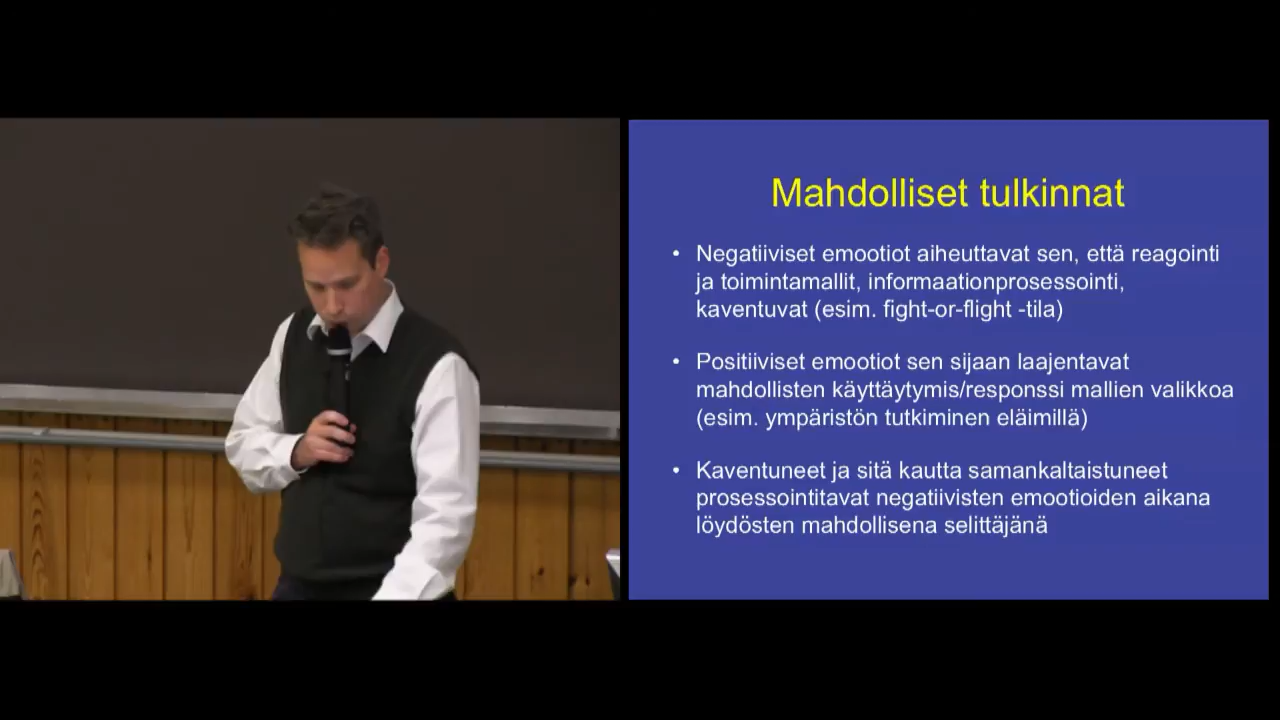 Mahdolliset tulkinnat
• Negatiiviset emootiot aiheuttavat sen, että reagointi
ja toimintamallit, informaationprosessointi,
kaventuvat (esim. fight-or-flight -tila)
• Positiiviset emootiot sen sijaan laajentavat
mahdollisten käyttäytymis/responssi mallien valikkoa
(esim. ympäristön tutkiminen eläimillä)
• Kaventuneet ja sitä kautta samankaltaistuneet
prosessointitavat negatiivisten emootioiden aikana
löydösten mahdollisena selittäjänä